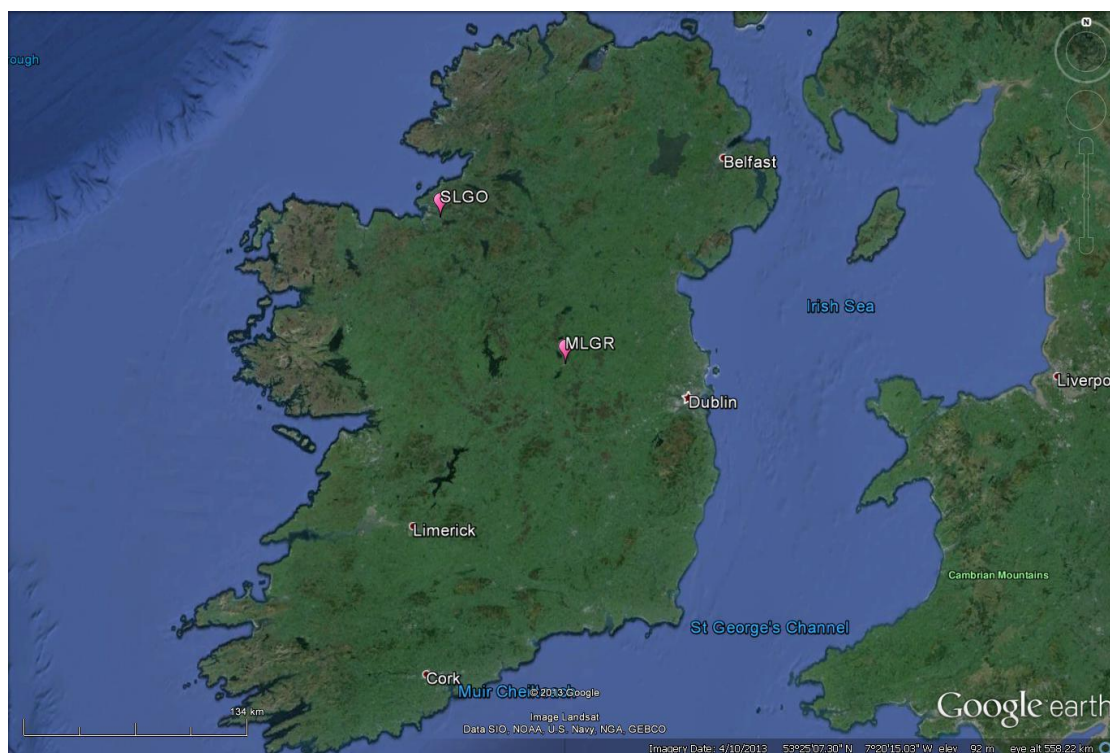 N
ough
Belfast
SLGO
Irish Sea
MLGR
Liverpo
Dublin
Limerick
Cambrian Mountains
St George's Channel
Cork
Muir Cheilteach
© 2013 Google
134 km
Google earth
Image Landsat
Data SIO, NOAA, U.S. Navy, NGA, GEBCO
Imagery Date: 4/10/2013 53°25'07.30" N 7°20'15.03" W elev 92 m eye alt 558.22 km